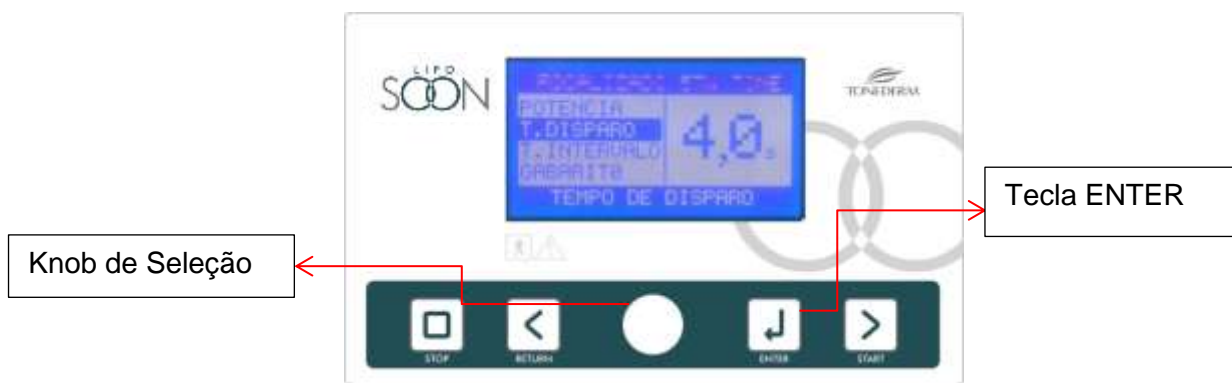 LIPO
SOON
TONEDERM
POTENCIA
T.DISPARO
T.INTERVALO
GABARITO
4,0s
TEMPO DE DISPARO
Tecla ENTER
Knob de Seleção
STOP
RETURN
ENTER
START